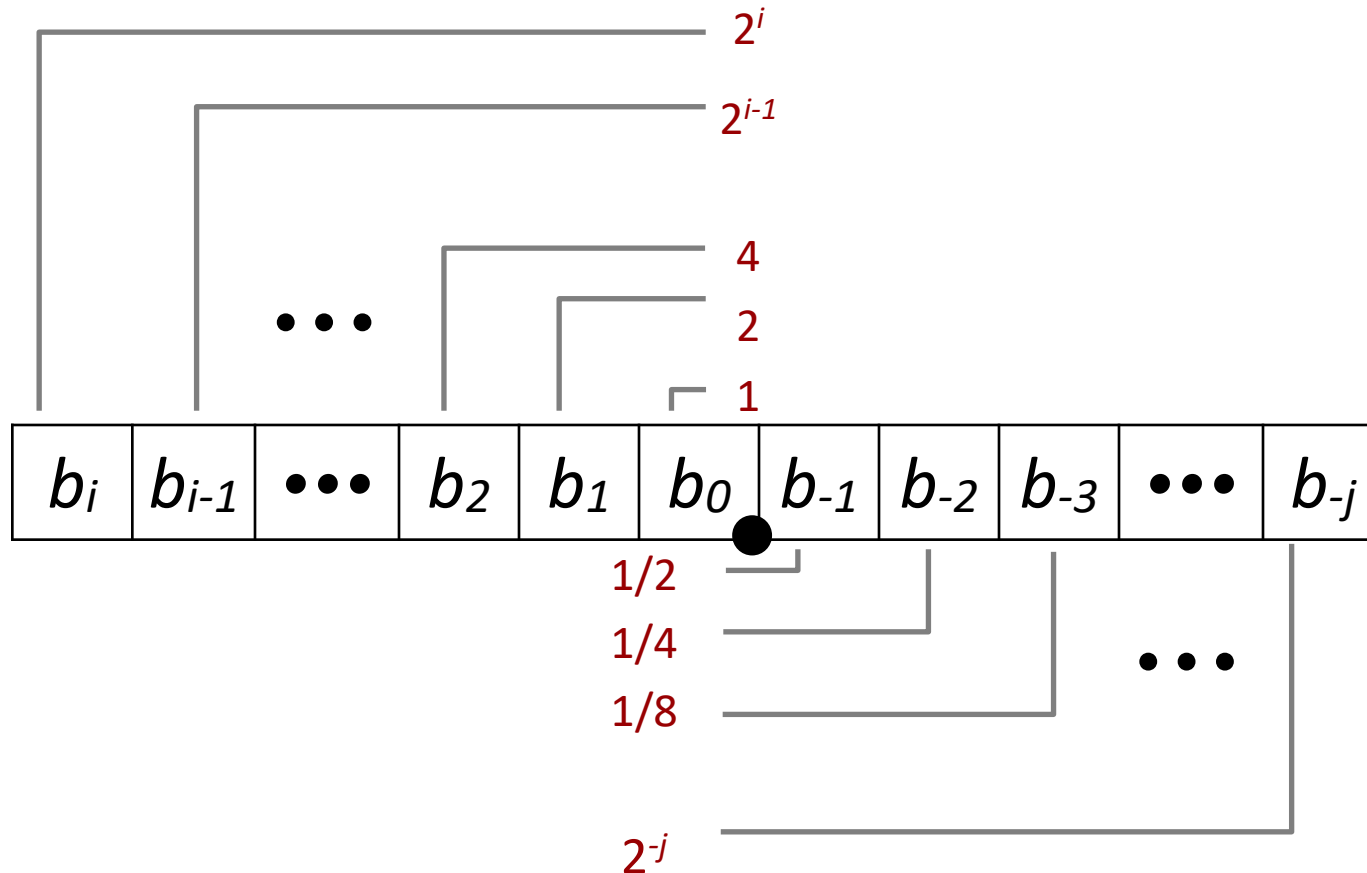 2^i
2^{i-1}
4
2
1
b_i b_{i-1} ••• b_2 b_1 b_0 b_{-1} b_{-2} b_{-3} ••• b_{-j}
1/2
1/4
1/8
2^{-j}